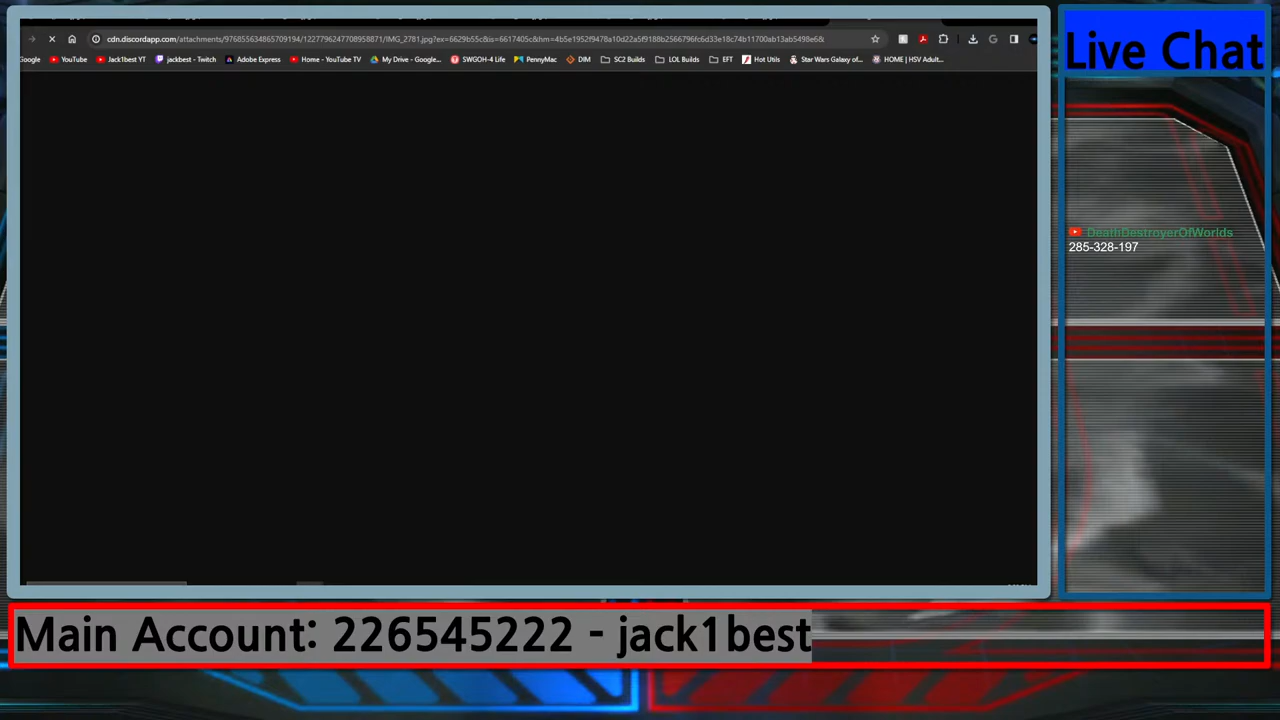 cdn.discordapp.com/attachments/976855634865709194/1227796247708958871/IMG_2781.jpg?ex=6629b55c&is=6617405c&hm=4b5e1952f9478a10d22a5f9188b2566796fc6d33e18c74b11700ab13ab5498e6&
Google YouTube Jack1best YT jackbest - Twitch Adobe Express Home - YouTube TV My Drive - Google... SWGOH-4 Life PennyMac DIM SC2 Builds LOL Builds EFT Hot Utils Star Wars Galaxy of... HOME | HSV Adult...
Live Chat
DeathDestroyerOfWorlds
285-328-197
Main Account: 226545222 - jack1best